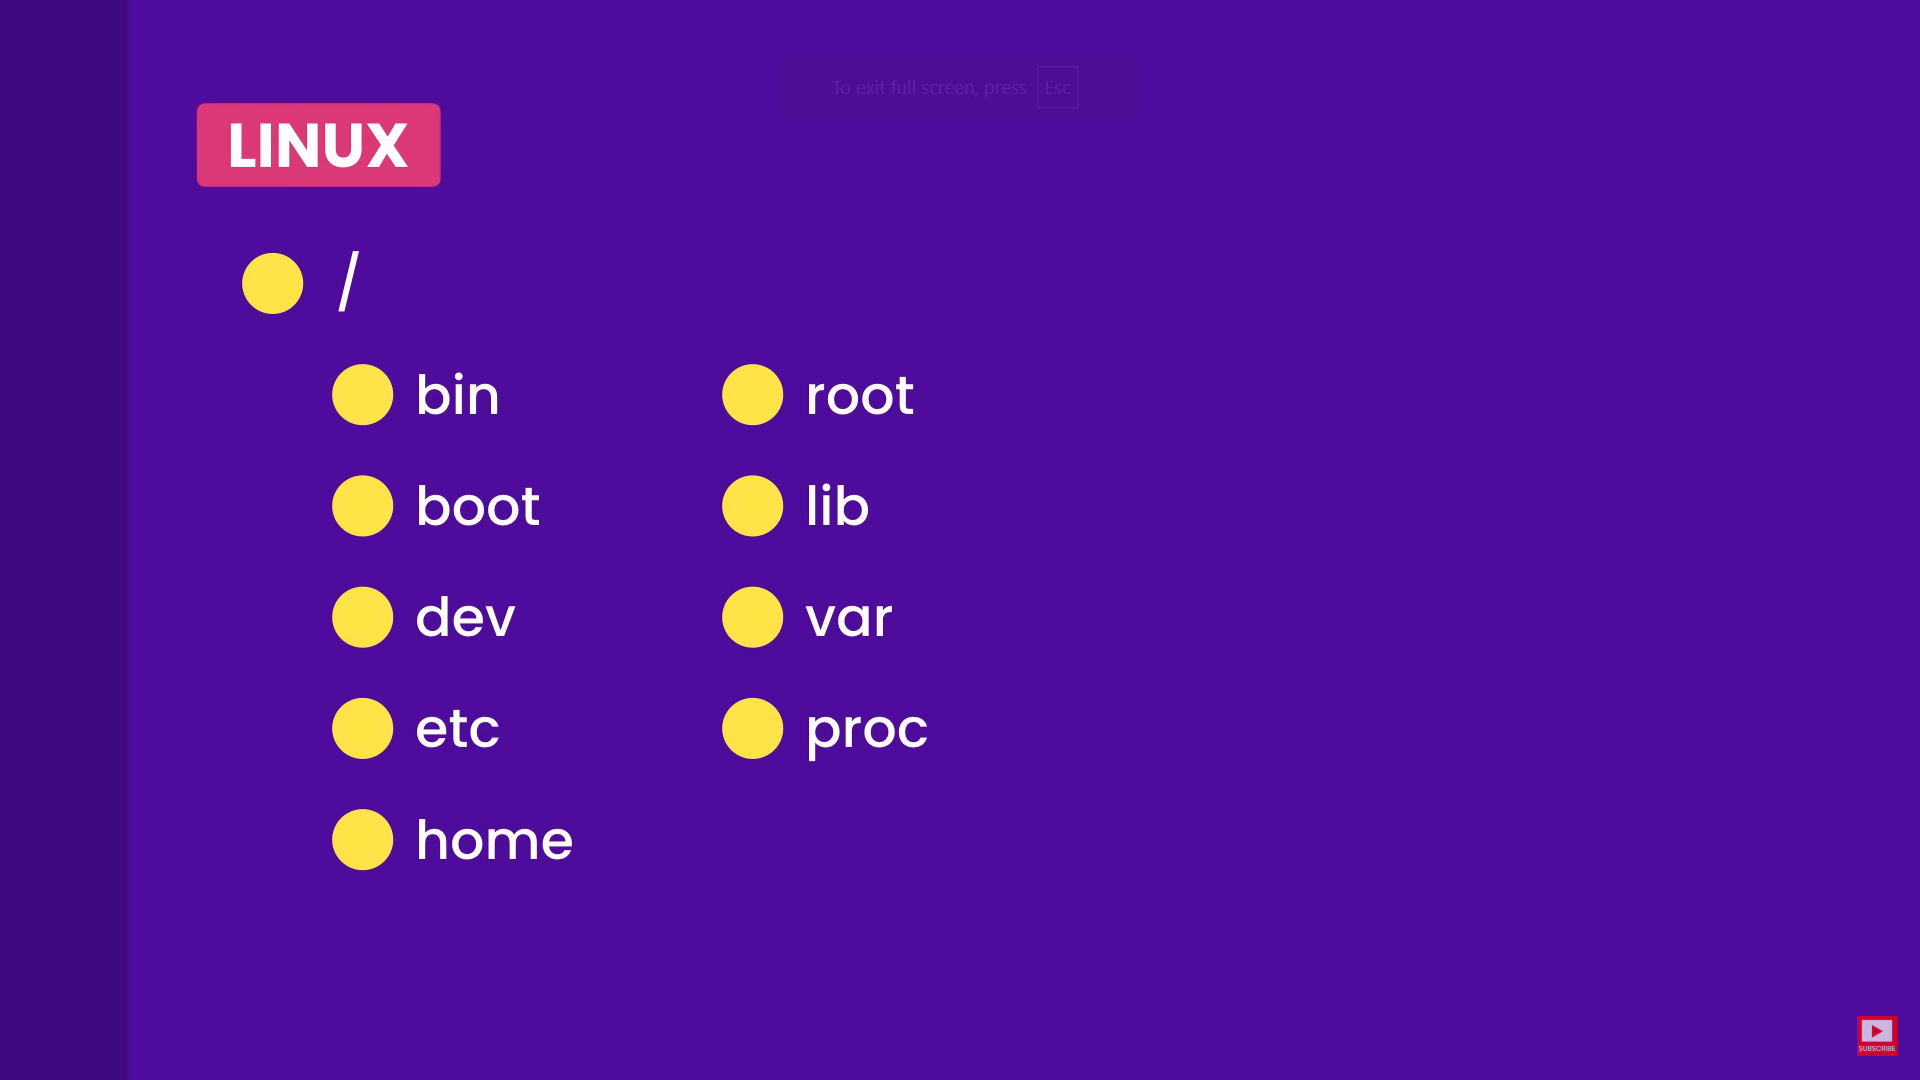 To exit full screen, press Esc
LINUX
/
bin
boot
dev
etc
home
root
lib
var
proc
SUBSCRIBE